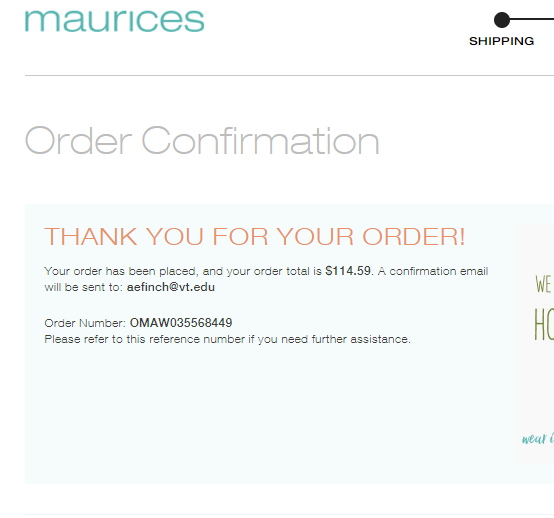 maurices
SHIPPING
Order Confirmation
THANK YOU FOR YOUR ORDER!
Your order has been placed, and your order total is $114.59. A confirmation email
will be sent to: aefinch@vt.edu
Order Number: OMAW035568449
Please refer to this reference number if you need further assistance.
WE
HO
wear i